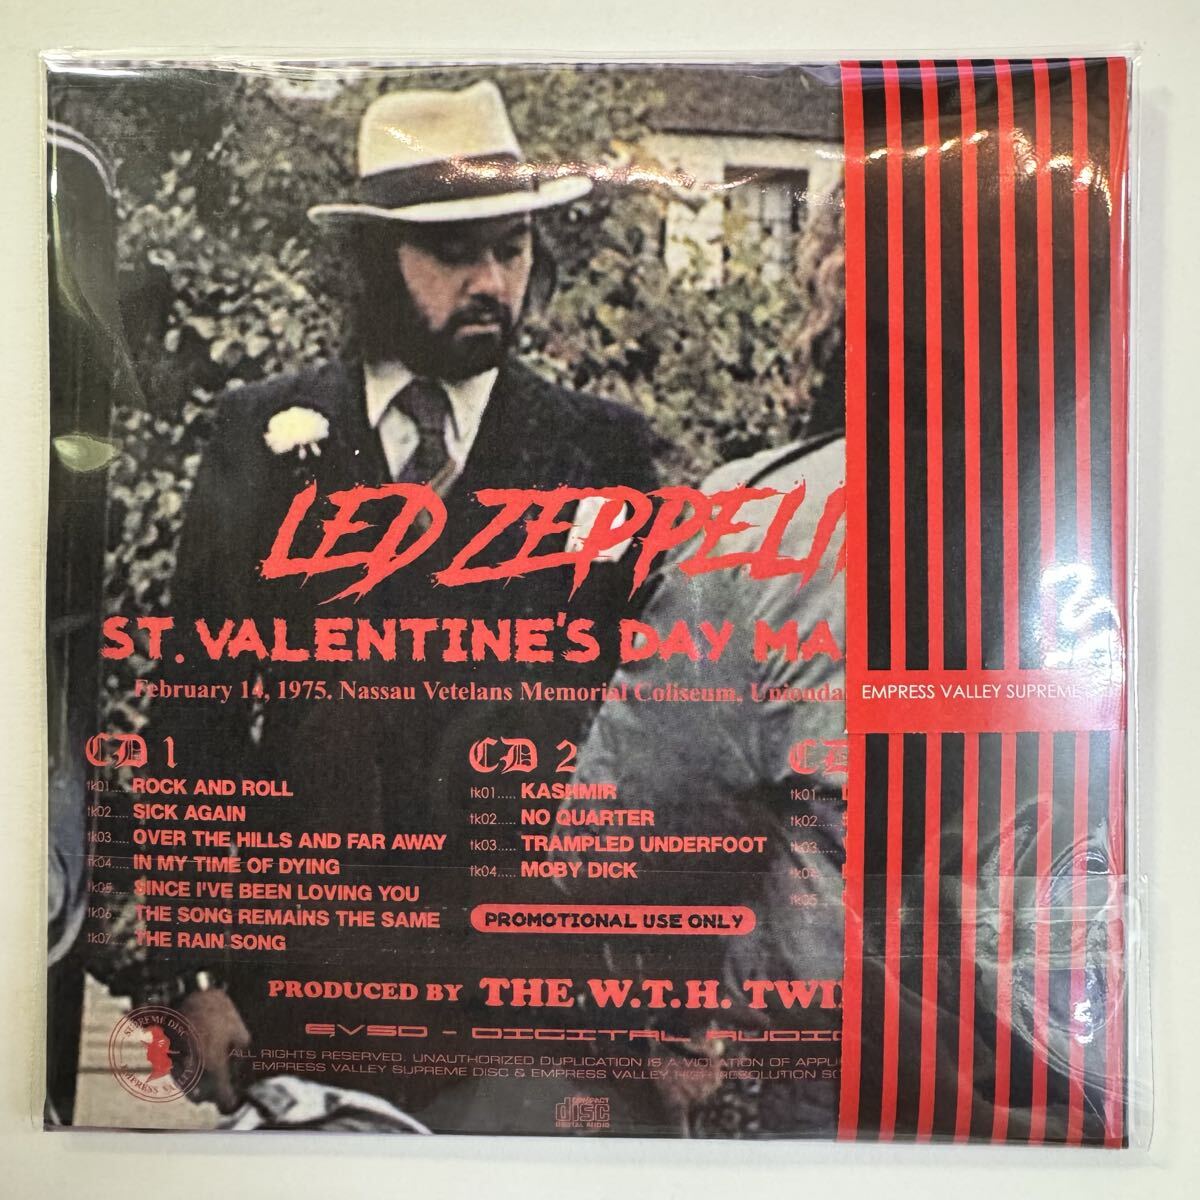 LED ZEPPELI
ST. VALENTINE'S DAY MA
February 14, 1975. Nassau Vetelans Memorial Coliseum, Unionda
EMPRESS VALLEY SUPREME
CD 1
tk01..... ROCK AND ROLL
tk02..... SICK AGAIN
tk03..... OVER THE HILLS AND FAR AWAY
tk04..... IN MY TIME OF DYING
tk05..... SINCE I'VE BEEN LOVING YOU
tk06..... THE SONG REMAINS THE SAME
tk07..... THE RAIN SONG
CD 2
tk01..... KASHMIR
tk02..... NO QUARTER
tk03..... TRAMPLED UNDERFOOT
tk04..... MOBY DICK
PROMOTIONAL USE ONLY
CD
tk01.....
tk02.....
tk03.....
tk04.....
tk05.....
PRODUCED BY THE W.T.H. TWI
EVSD - DIGITAL AUDIO
SUPREME DISC
EMPRESS VALLEY
ALL RIGHTS RESERVED. UNAUTHORIZED DUPLICATION IS A VIOLATION OF APPLI
EMPRESS VALLEY SUPREME DISC & EMPRESS VALLEY HIGH RESOLUTION SO
COMPACT
disc
DIGITAL AUDIO